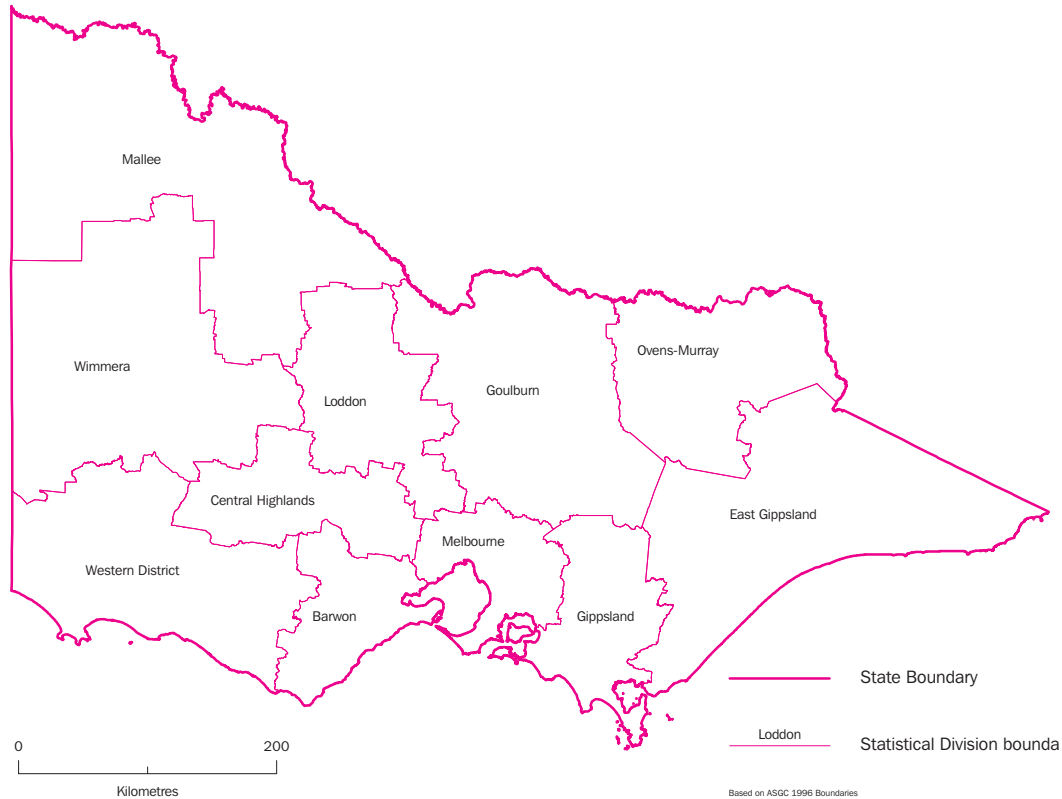 Mallee
Ovens-Murray
Wimmera
Goulburn
Loddon
Central Highlands
East Gippsland
Melbourne
Western District
Barwon
Gippsland
State Boundary
Loddon
Statistical Division bounda
0 200
Kilometres
Based on ASGC 1996 Boundaries